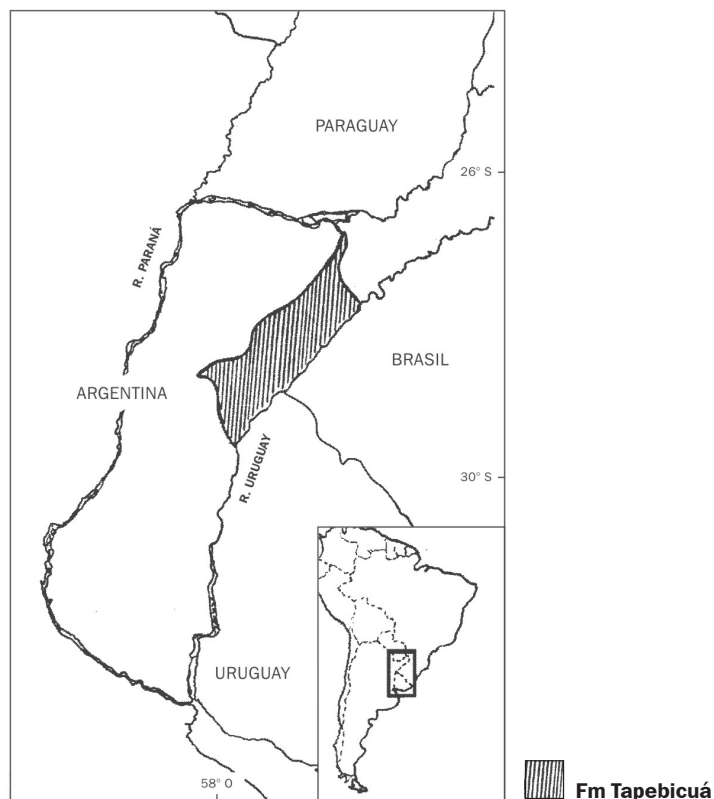 PARAGUAY
26° S
R. PARANÁ
BRASIL
ARGENTINA
R. URUGUAY
30° S
URUGUAY
58° O
Fm Tapebicuá